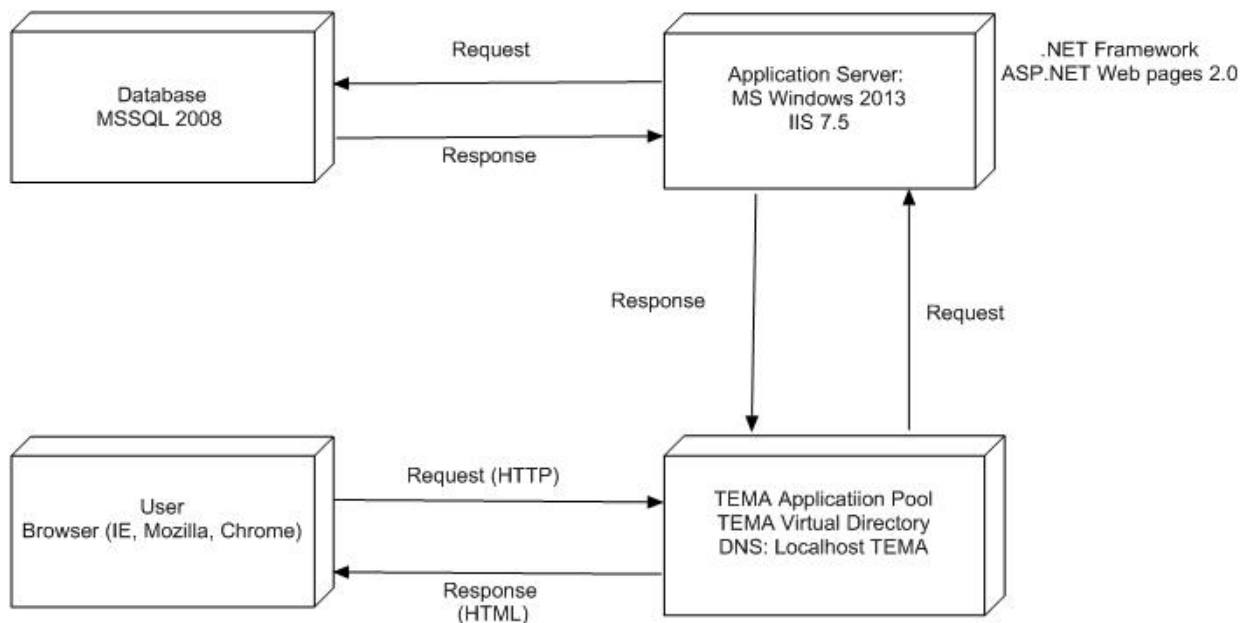 Database
MSSQL 2008
Request
Response
Application Server:
MS Windows 2013
IIS 7.5
.NET Framework
ASP.NET Web pages 2.0
Response
Request
User
Browser (IE, Mozilla, Chrome)
Request (HTTP)
Response
(HTML)
TEMA Applicatiion Pool
TEMA Virtual Directory
DNS: Localhost TEMA